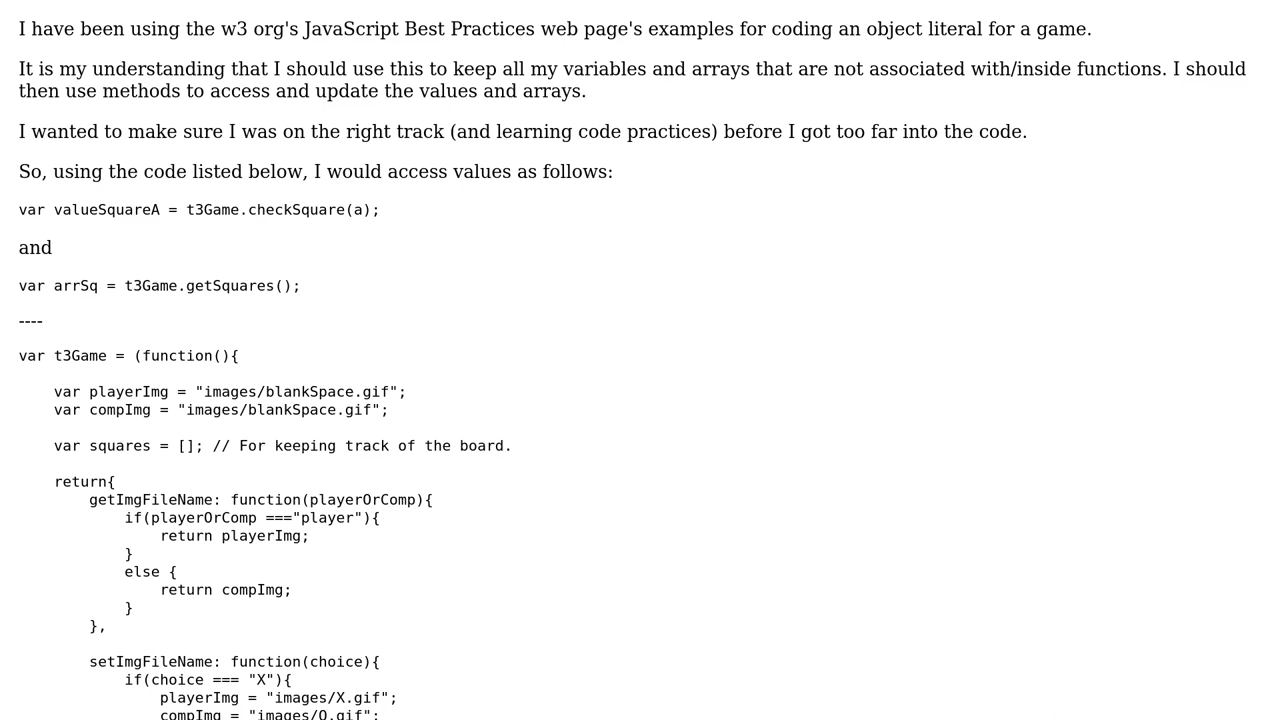 I have been using the w3 org's JavaScript Best Practices web page's examples for coding an object literal for a game.
It is my understanding that I should use this to keep all my variables and arrays that are not associated with/inside functions. I should
then use methods to access and update the values and arrays.
I wanted to make sure I was on the right track (and learning code practices) before I got too far into the code.
So, using the code listed below, I would access values as follows:
var valueSquareA = t3Game.checkSquare(a);
and
var arrSq = t3Game.getSquares();
----
var t3Game = (function(){
    var playerImg = "images/blankSpace.gif";
    var compImg = "images/blankSpace.gif";
    var squares = []; // For keeping track of the board.
    return{
        getImgFileName: function(playerOrComp){
            if(playerOrComp ==="player"){
                return playerImg;
            }
            else {
                return compImg;
            }
        },
        setImgFileName: function(choice){
            if(choice === "X"){
                playerImg = "images/X.gif";
                compImg = "images/O.gif";